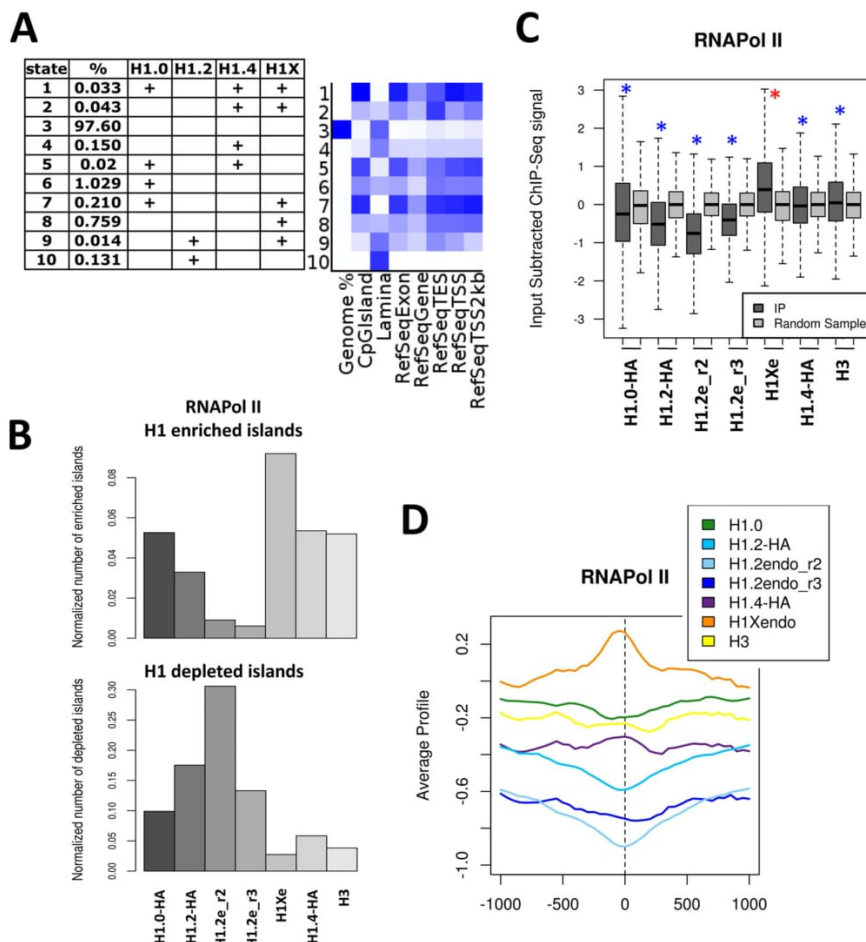 A
state % H1.0 H1.2 H1.4 H1X
1 0.033 + + +
2 0.043 + +
3 97.60
4 0.150 +
5 0.02 + +
6 1.029 +
7 0.210 + +
8 0.759 +
9 0.014 + +
10 0.131 +
1
2
3
4
5
6
7
8
9
10
Genome %
CpGIsland
Lamina
RefSeqExon
RefSeqGene
RefSeqTES
RefSeqTSS
RefSeqTSS2kb
B
RNAPol II
H1 enriched islands
Normalized number of enriched islands
0.08
0.04
0.00
H1 depleted islands
Normalized number of depleted islands
0.30
0.25
0.20
0.15
0.10
0.05
0.00
H1.0-HA
H1.2-HA
H1.2e_r2
H1.2e_r3
H1Xe
H1.4-HA
H3
C
RNAPol II
Input Subtracted ChIP-Seq signal
3
2
1
0
-1
-2
-3
* * * * * * *
IP
Random Sample
H1.0-HA
H1.2-HA
H1.2e_r2
H1.2e_r3
H1Xe
H1.4-HA
H3
D
RNAPol II
H1.0
H1.2-HA
H1.2endo_r2
H1.2endo_r3
H1.4-HA
H1Xendo
H3
Average Profile
0.2
-0.2
-0.6
-1.0
-1000 -500 0 500 1000